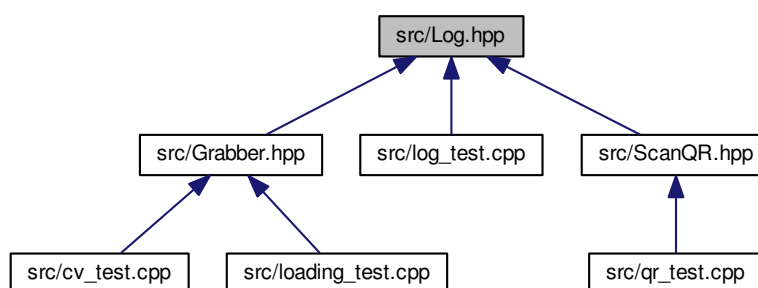 src/Log.hpp
src/Grabber.hpp
src/log_test.cpp
src/ScanQR.hpp
src/cv_test.cpp
src/loading_test.cpp
src/qr_test.cpp